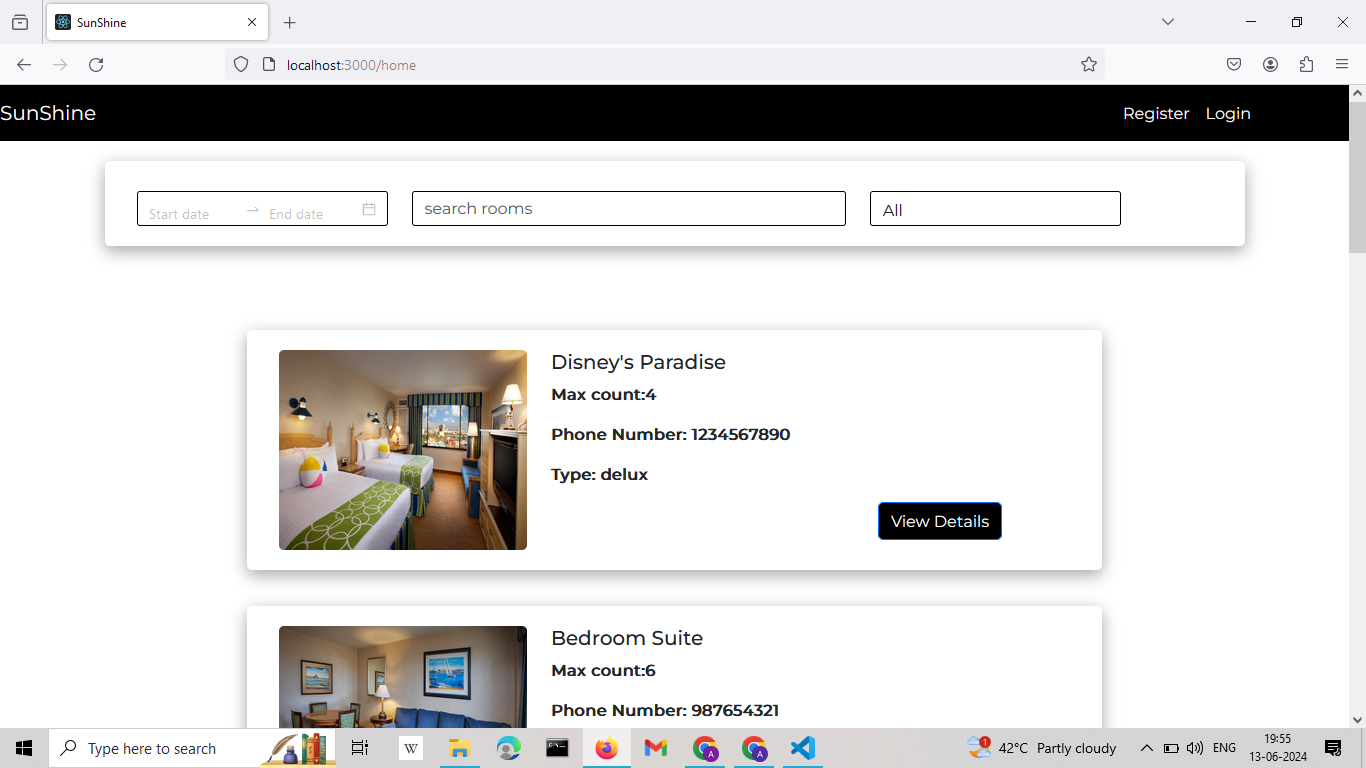 SunShine
localhost:3000/home
SunShine
Register Login
Start date End date
search rooms
All
Disney's Paradise
Max count:4
Phone Number: 1234567890
Type: delux
View Details
Bedroom Suite
Max count:6
Phone Number: 987654321
Type here to search
W
1
A
A
42°C Partly cloudy
ENG
19:55
13-06-2024